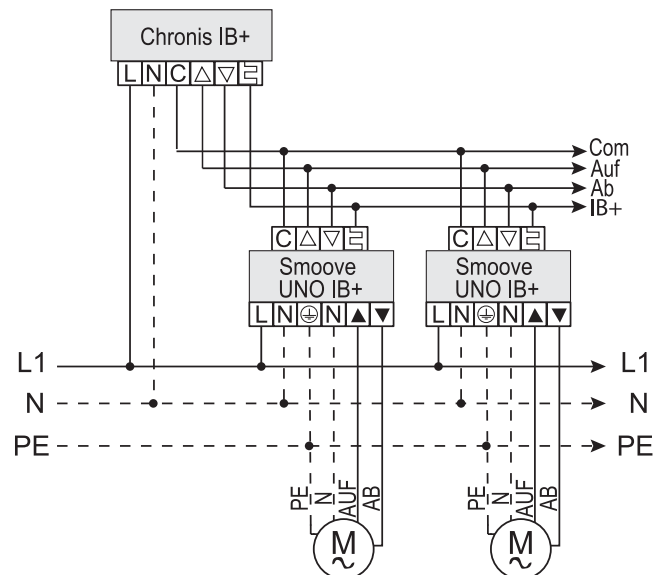 Chronis IB+
L N C △ ▽
Com
Auf
Ab
IB+
C △ ▽ C △ ▽
Smoove UNO IB+
Smoove UNO IB+
L N N ▲ ▼ L N N ▲ ▼
L1 L1
N N
PE PE
PE N AUF AB PE N AUF AB
M ~ M ~